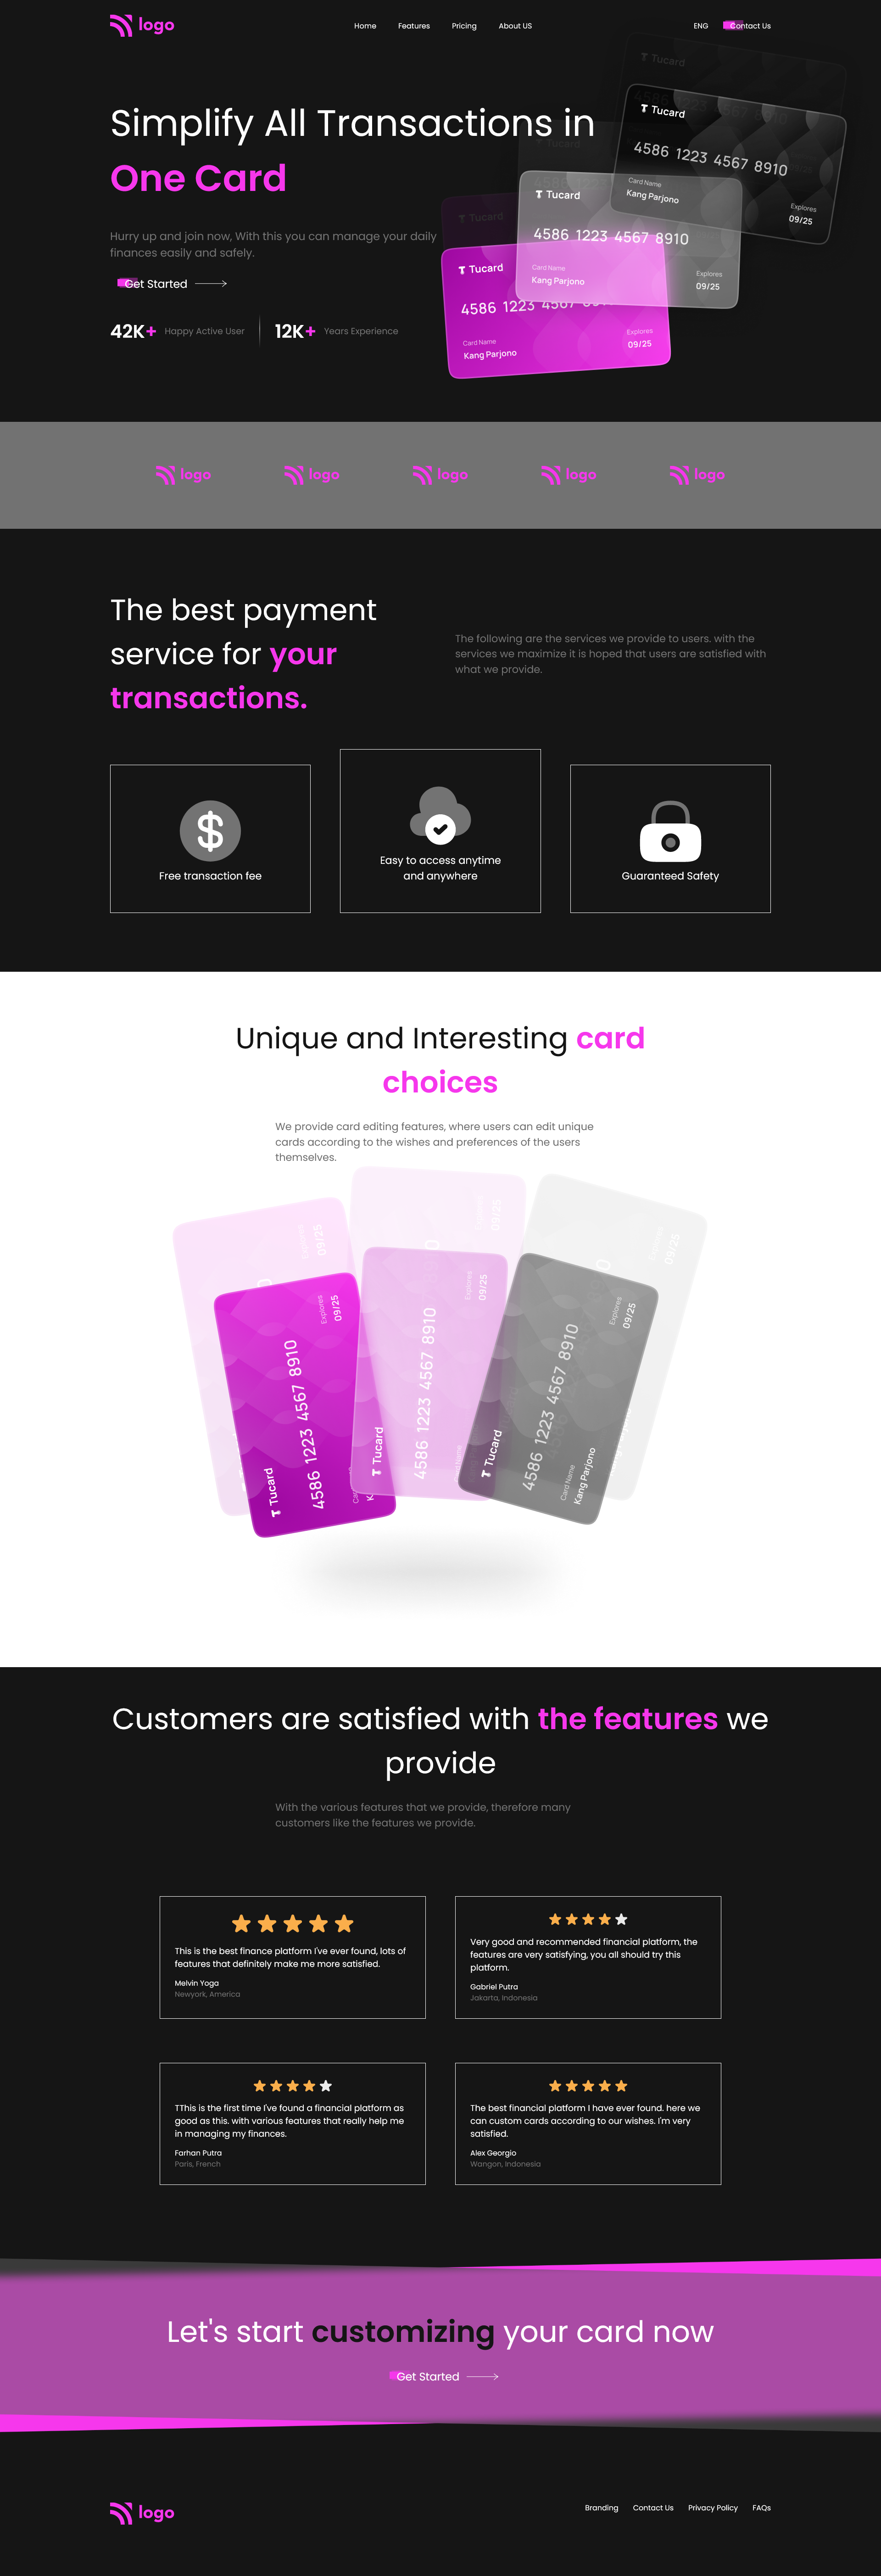 logo
Home Features Pricing About US ENG Contact Us
Simplify All Transactions in
One Card
Hurry up and join now, With this you can manage your daily
finances easily and safely.
Get Started
42K+ Happy Active User 12K+ Years Experience
Tucard
Tucard
4586 1223 4567 8910
Card Name
Kang Parjono
Explores
09/25
Tucard
Tucard
4586 1223 4567 8910
Card Name
Kang Parjono
Explores
09/25
Tucard
Tucard
4586 1223 4567
Card Name
Kang Parjono
Explores
09/25
logo logo logo logo logo
The best payment
service for your
transactions.
The following are the services we provide to users. with the
services we maximize it is hoped that users are satisfied with
what we provide.
Free transaction fee
Easy to access anytime
and anywhere
Guaranteed Safety
Unique and Interesting card
choices
We provide card editing features, where users can edit unique
cards according to the wishes and preferences of the users
themselves.
Explores
09/25
Tucard
4586 1223 4567 8910
Explores
09/25
09/25
Tucard
4586 1223 4567 8910
Card Name
Explores
09/25
Explores
09/25
Tucard
4586 1223 4567 8910
Card Name
Kang Parjono
Explores
09/25
Customers are satisfied with the features we
provide
With the various features that we provide, therefore many
customers like the features we provide.
This is the best finance platform I've ever found, lots of
features that definitely make me more satisfied.
Melvin Yoga
Newyork, America
Very good and recommended financial platform, the
features are very satisfying, you all should try this
platform.
Gabriel Putra
Jakarta, Indonesia
TThis is the first time I've found a financial platform as
good as this. with various features that really help me
in managing my finances.
Farhan Putra
Paris, French
The best financial platform I have ever found. here we
can custom cards according to our wishes. I'm very
satisfied.
Alex Georgio
Wangon, Indonesia
Let's start customizing your card now
Get Started
logo
Branding Contact Us Privacy Policy FAQs